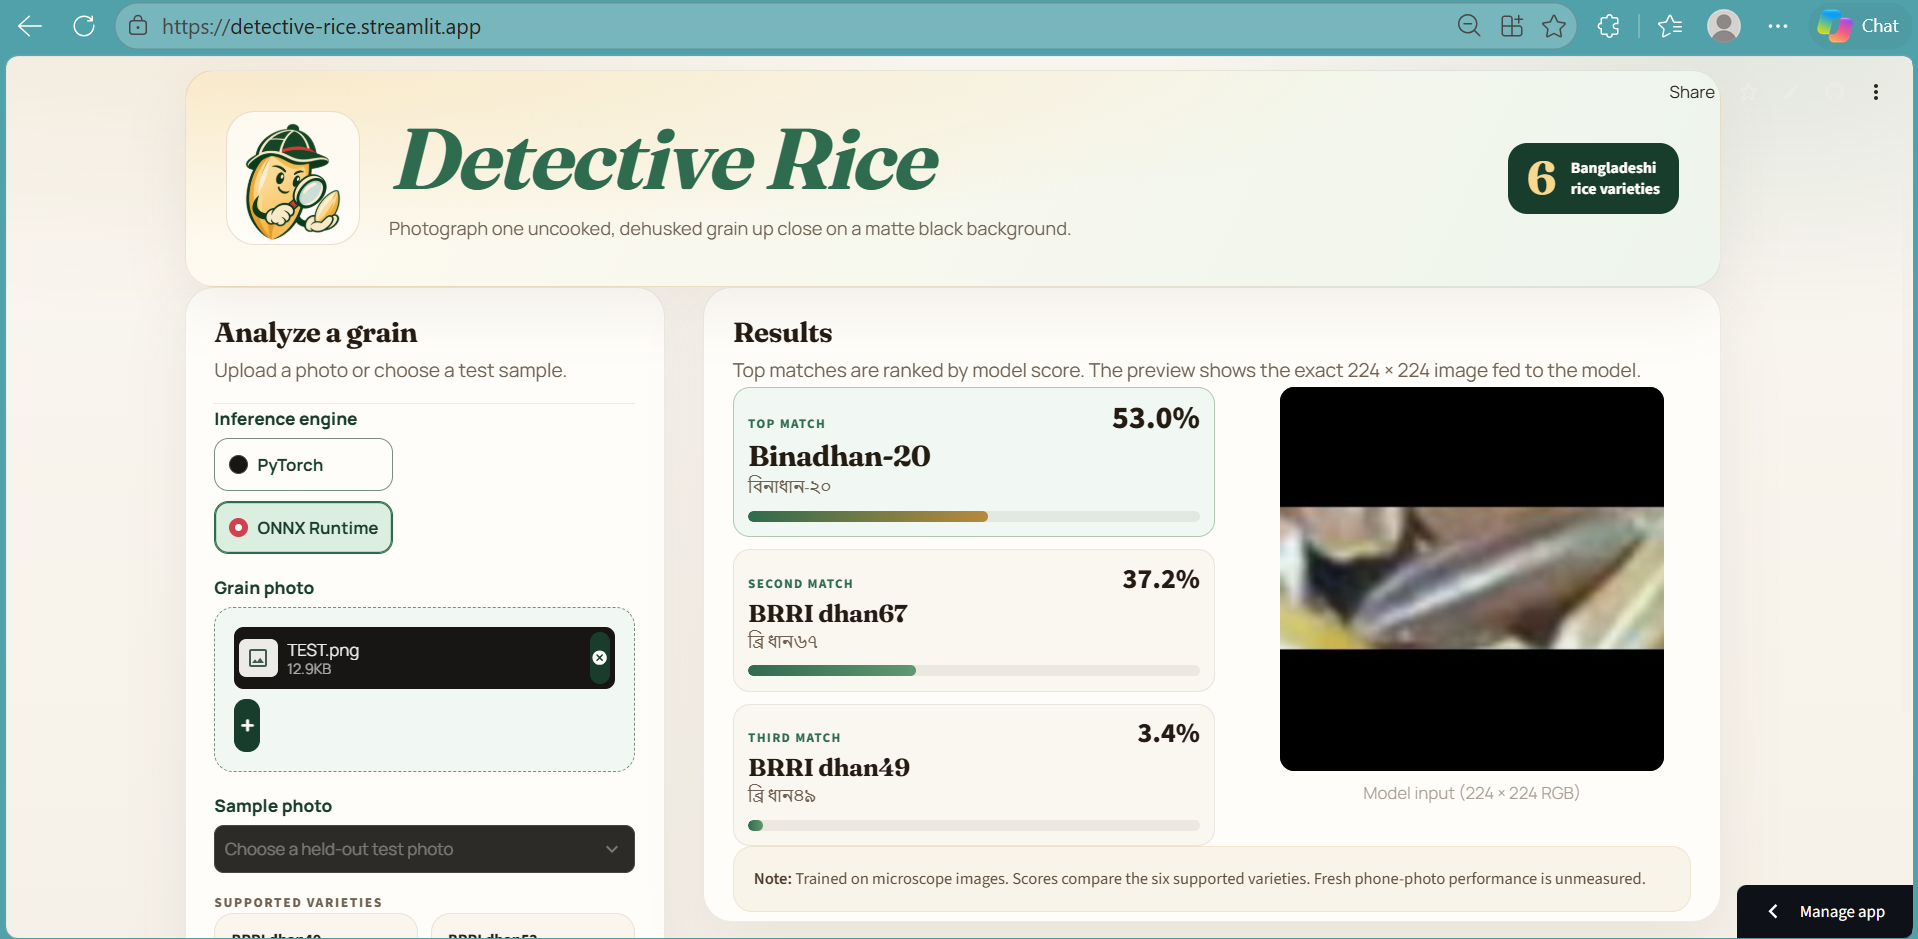 https://detective-rice.streamlit.app
Chat
Share
Detective Rice
Photograph one uncooked, dehusked grain up close on a matte black background.
6
Bangladeshi
rice varieties
Analyze a grain
Upload a photo or choose a test sample.
Inference engine
PyTorch
ONNX Runtime
Grain photo
TEST.png
12.9KB
Sample photo
Choose a held-out test photo
SUPPORTED VARIETIES
BRRI dhan49
BRRI dhan52
Results
Top matches are ranked by model score. The preview shows the exact 224 × 224 image fed to the model.
TOP MATCH
53.0%
Binadhan-20
বিনাধান-২০
SECOND MATCH
37.2%
BRRI dhan67
ব্রি ধান৬৭
THIRD MATCH
3.4%
BRRI dhan49
ব্রি ধান৪৯
Model input (224 × 224 RGB)
Note: Trained on microscope images. Scores compare the six supported varieties. Fresh phone-photo performance is unmeasured.
Manage app